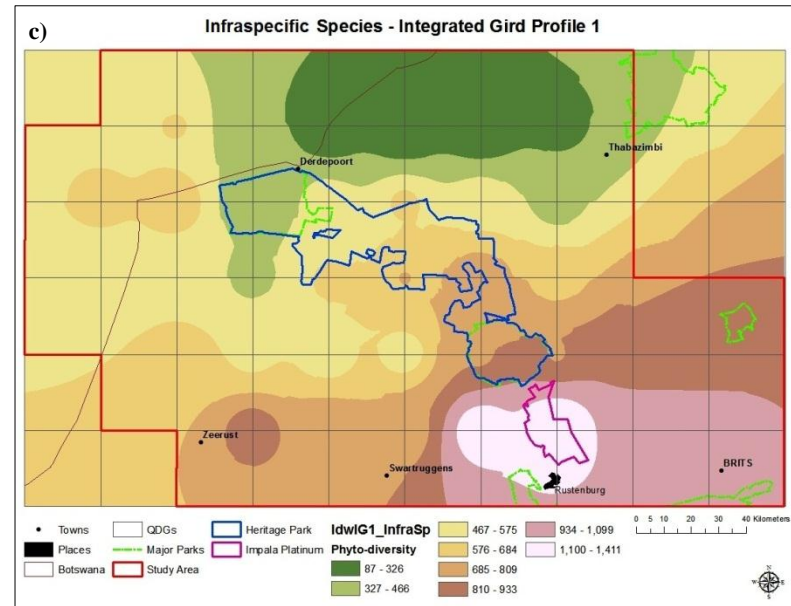 c)
Infraspecific Species - Integrated Gird Profile 1
Thabazimbi
Derdepoort
Zeerust
Swartruggens
BRITS
Rustenburg
Towns
QDGs
Heritage Park
Places
Major Parks
Impala Platinum
Botswana
Study Area
IdwIG1_InfraSp
Phyto-diversity
87 - 326
327 - 466
467 - 575
576 - 684
685 - 809
810 - 933
934 - 1,099
1,100 - 1,411
0 5 10 20 30 40 Kilometers
N
W E
S